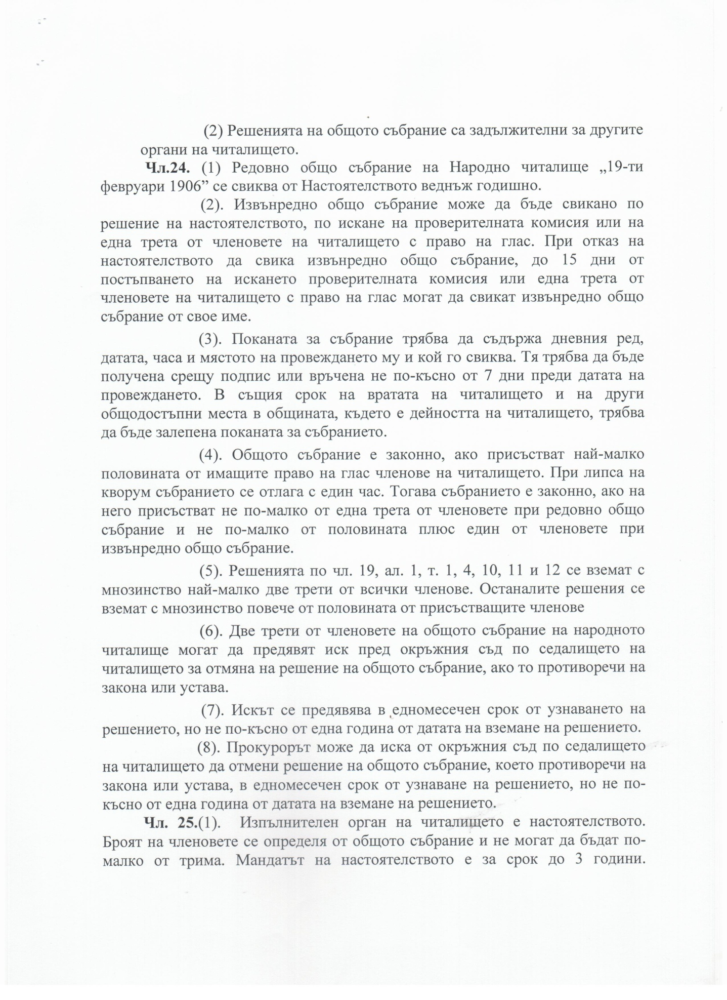 (2) Решенията на общото събрание са задължителни за другите
органи на читалището.
Чл.24. (1) Редовно общо събрание на Народно читалище „19-ти
февруари 1906” се свиква от Настоятелството веднъж годишно.
(2). Извънредно общо събрание може да бъде свикано по
решение на настоятелството, по искане на проверителната комисия или на
една трета от членовете на читалището с право на глас. При отказ на
настоятелството да свика извънредно общо събрание, до 15 дни от
постъпването на искането проверителната комисия или една трета от
членовете на читалището с право на глас могат да свикат извънредно общо
събрание от свое име.
(3). Поканата за събрание трябва да съдържа дневния ред,
датата, часа и мястото на провеждането му и кой го свиква. Тя трябва да бъде
получена срещу подпис или връчена не по-късно от 7 дни преди датата на
провеждането. В същия срок на вратата на читалището и на други
общодостъпни места в общината, където е дейността на читалището, трябва
да бъде залепена поканата за събранието.
(4). Общото събрание е законно, ако присъстват най-малко
половината от имащите право на глас членове на читалището. При липса на
кворум събранието се отлага с един час. Тогава събранието е законно, ако на
него присъстват не по-малко от една трета от членовете при редовно общо
събрание и не по-малко от половината плюс един от членовете при
извънредно общо събрание.
(5). Решенията по чл. 19, ал. 1, т. 1, 4, 10, 11 и 12 се вземат с
мнозинство най-малко две трети от всички членове. Останалите решения се
вземат с мнозинство повече от половината от присъстващите членове
(6). Две трети от членовете на общото събрание на народното
читалище могат да предявят иск пред окръжния съд по седалището на
читалището за отмяна на решение на общото събрание, ако то противоречи на
закона или устава.
(7). Искът се предявява в едномесечен срок от узнаването на
решението, но не по-късно от една година от датата на вземане на решението.
(8). Прокурорът може да иска от окръжния съд по седалището
на читалището да отмени решение на общото събрание, което противоречи на
закона или устава, в едномесечен срок от узнаване на решението, но не по-
късно от една година от датата на вземане на решението.
Чл. 25.(1). Изпълнителен орган на читалището е настоятелството.
Броят на членовете се определя от общото събрание и не могат да бъдат по-
малко от трима. Мандатът на настоятелството е за срок до 3 години.